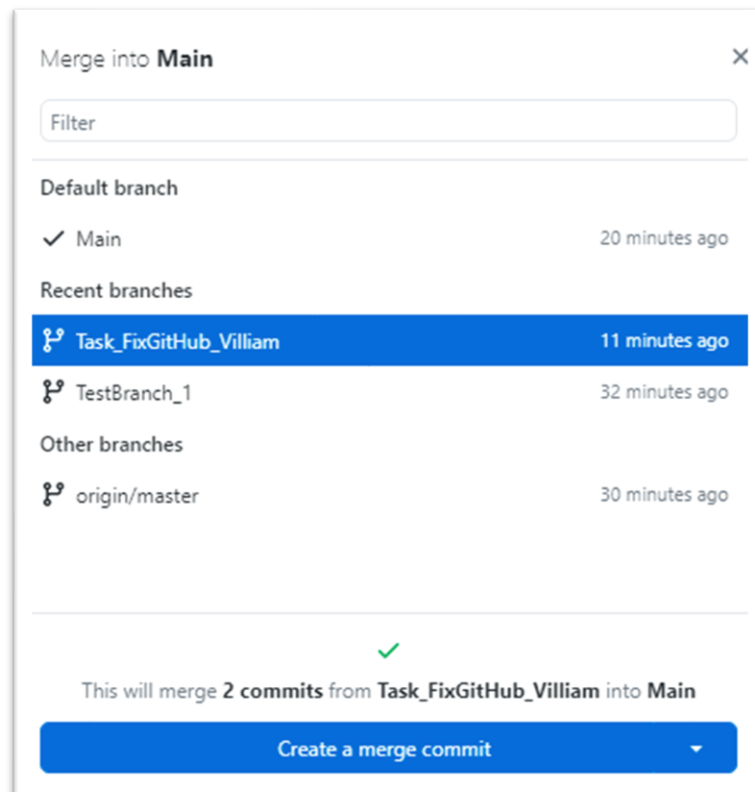 Merge into Main
Filter
Default branch
Main 20 minutes ago
Recent branches
Task_FixGitHub_Villiam 11 minutes ago
TestBranch_1 32 minutes ago
Other branches
origin/master 30 minutes ago
This will merge 2 commits from Task_FixGitHub_Villiam into Main
Create a merge commit